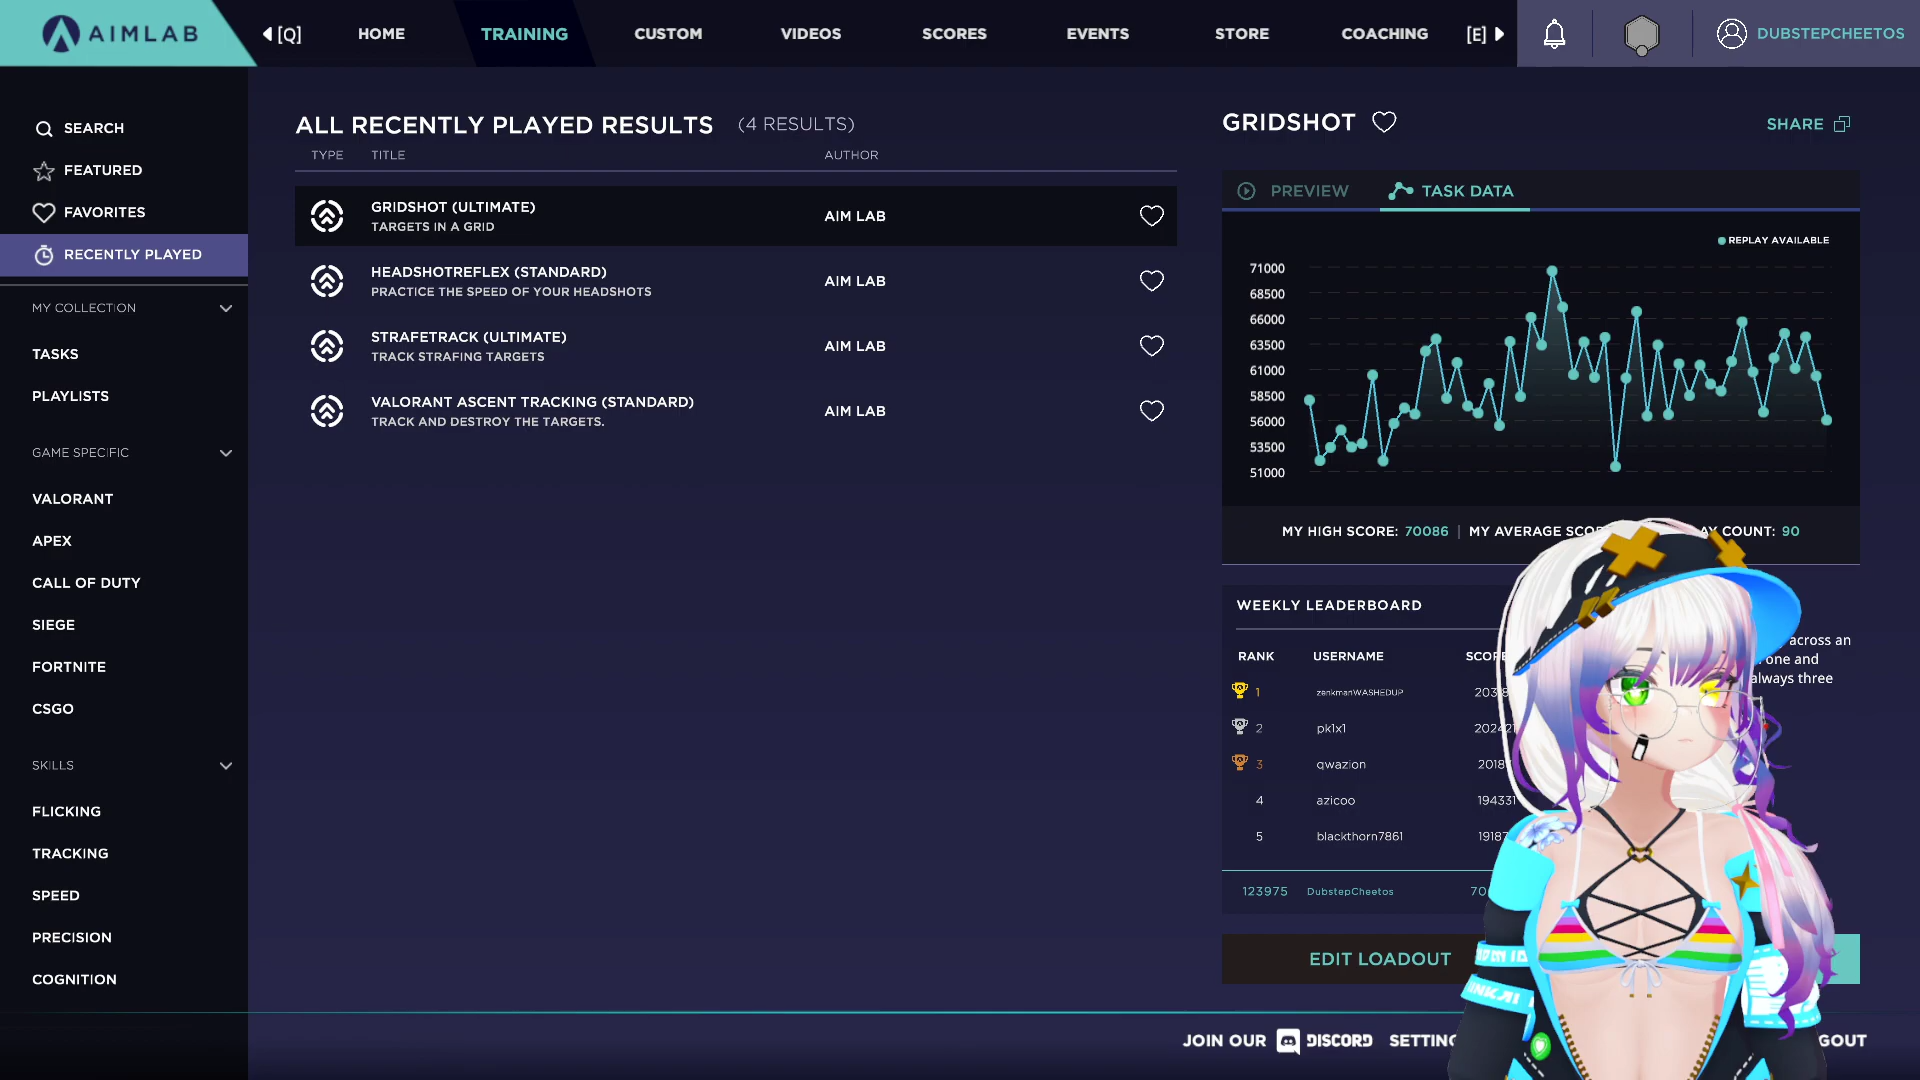 AIMLAB
[Q]
HOME
TRAINING
CUSTOM
VIDEOS
SCORES
EVENTS
STORE
COACHING
[E]
DUBSTEPCHEETOS
SEARCH
FEATURED
FAVORITES
RECENTLY PLAYED
MY COLLECTION
TASKS
PLAYLISTS
GAME SPECIFIC
VALORANT
APEX
CALL OF DUTY
SIEGE
FORTNITE
CSGO
SKILLS
FLICKING
TRACKING
SPEED
PRECISION
COGNITION
ALL RECENTLY PLAYED RESULTS (4 RESULTS)
TYPE TITLE AUTHOR
GRIDSHOT (ULTIMATE)
TARGETS IN A GRID
AIM LAB
HEADSHOTREFLEX (STANDARD)
PRACTICE THE SPEED OF YOUR HEADSHOTS
AIM LAB
STRAFETRACK (ULTIMATE)
TRACK STRAFING TARGETS
AIM LAB
VALORANT ASCENT TRACKING (STANDARD)
TRACK AND DESTROY THE TARGETS.
AIM LAB
GRIDSHOT
SHARE
PREVIEW
TASK DATA
REPLAY AVAILABLE
71000
68500
66000
63500
61000
58500
56000
53500
51000
MY HIGH SCORE: 70086 | MY AVERAGE COUNT: 90
WEEKLY LEADERBOARD
RANK USERNAME SCORE
1 zenkmanWASHEDUP
2 pk1x1
3 qwazion
4 azicoo 194331
5 blackthorn7861
123975 DubstepCheetos
across an
one and
always three
EDIT LOADOUT
JOIN OUR DISCORD